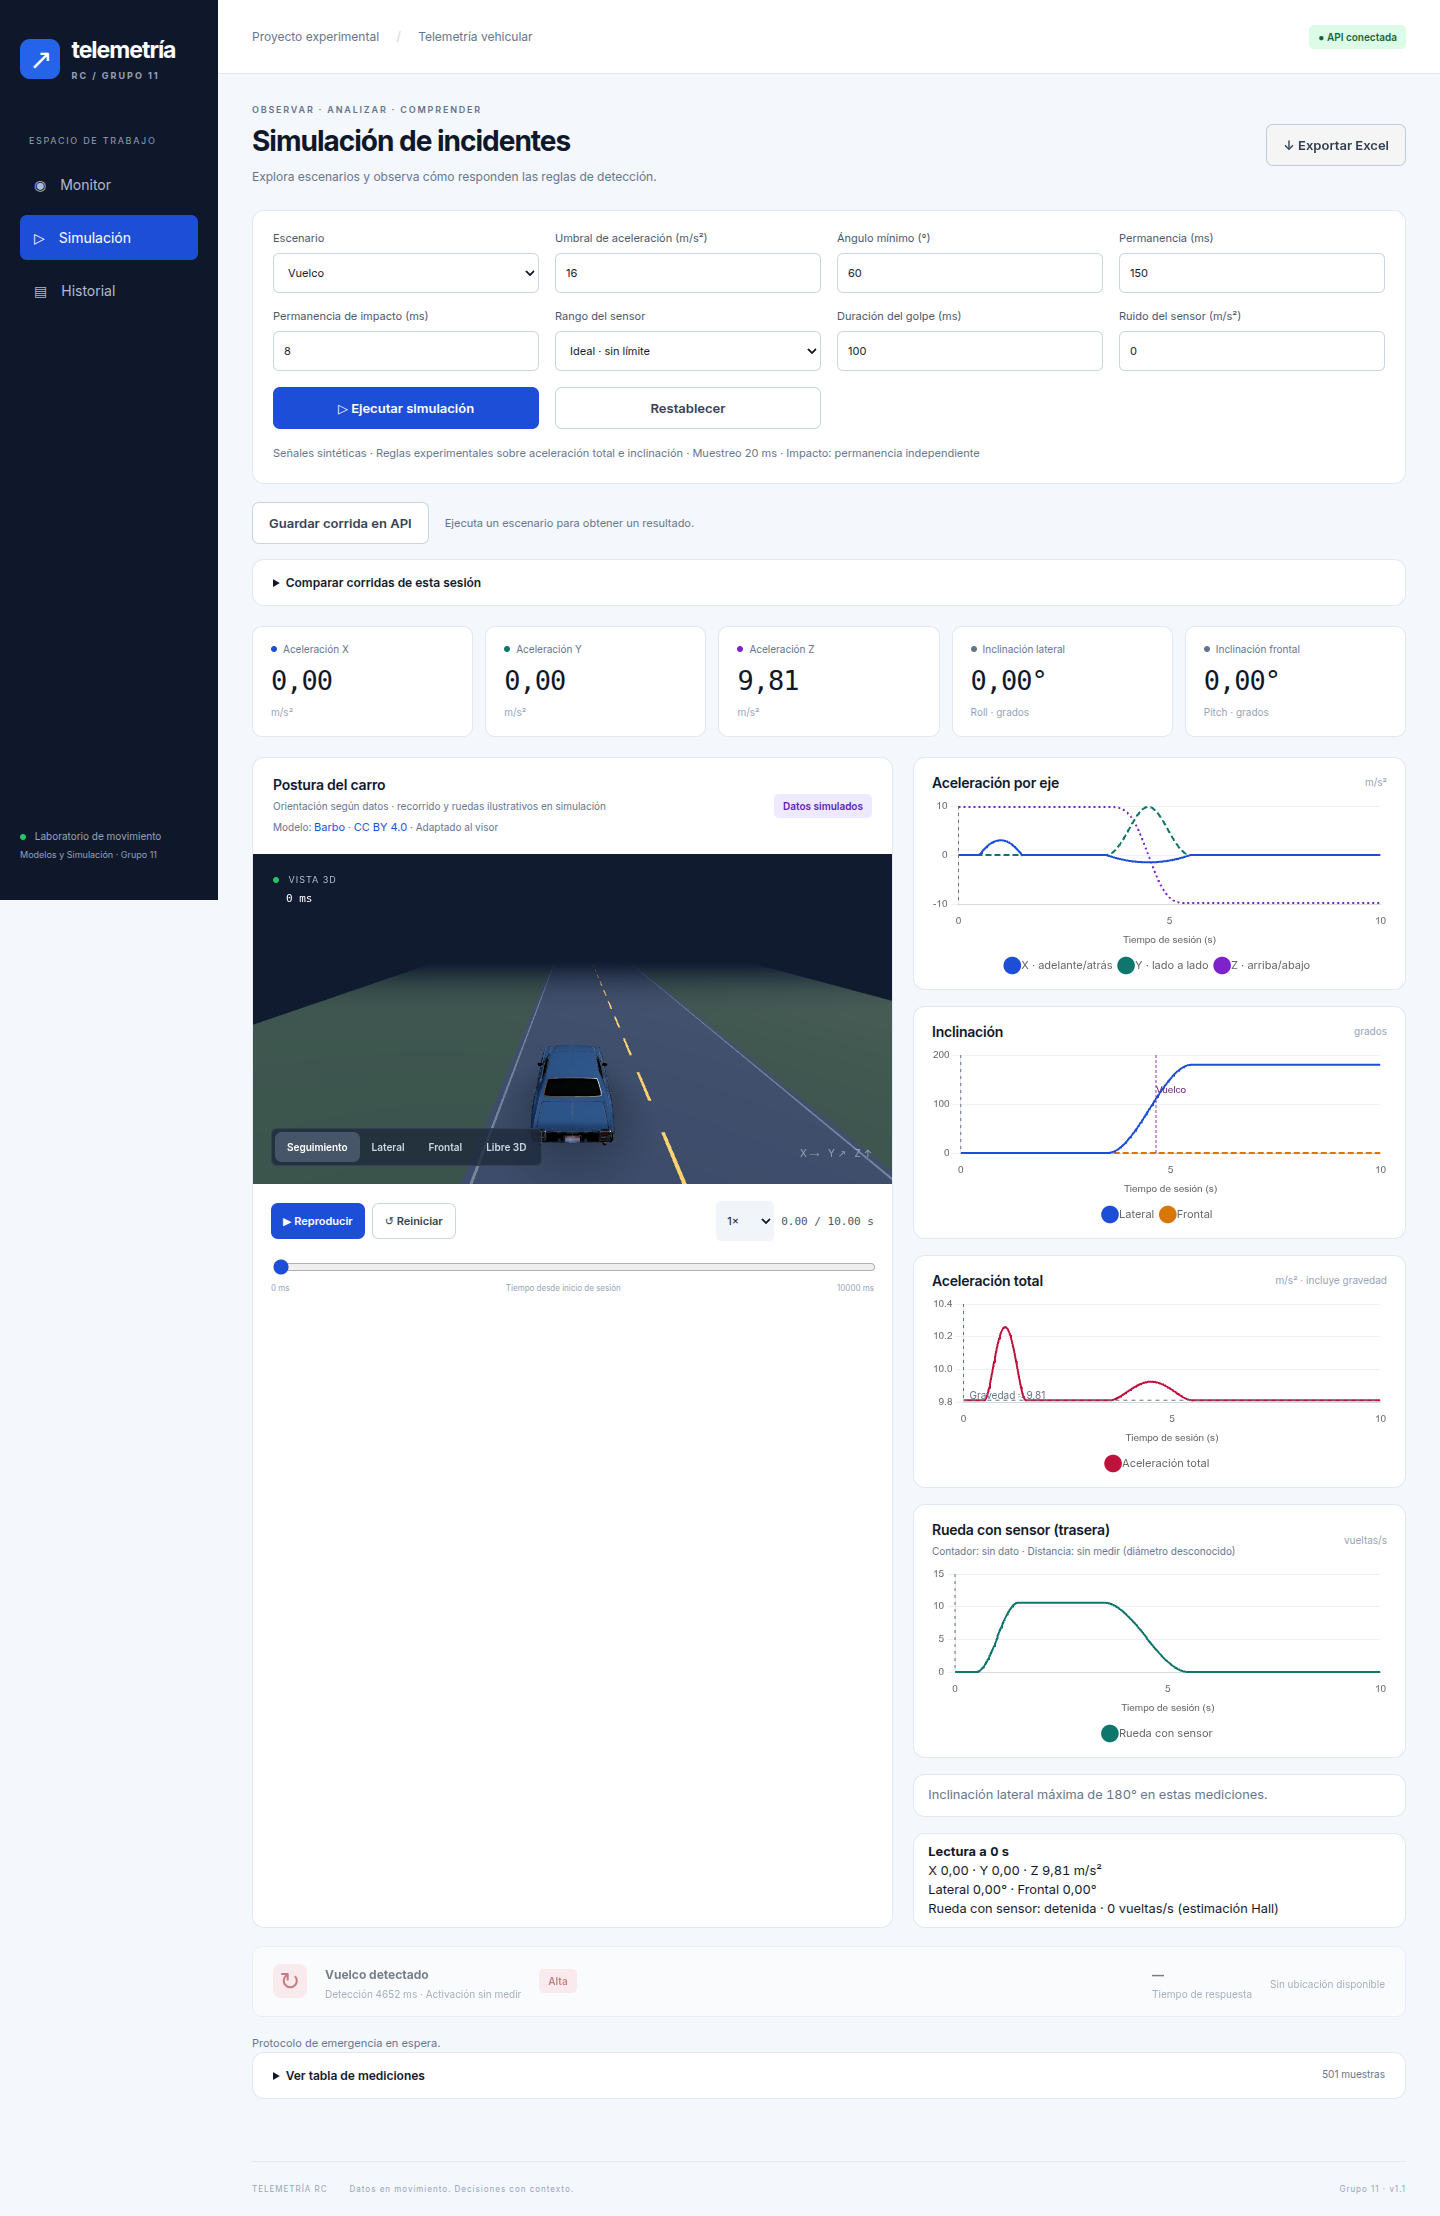 telemetría
RC / GRUPO 11
ESPACIO DE TRABAJO
◉ Monitor
▷ Simulación
▤ Historial
Laboratorio de movimiento
Modelos y Simulación · Grupo 11
Proyecto experimental / Telemetría vehicular
● API conectada
OBSERVAR · ANALIZAR · COMPRENDER
Simulación de incidentes
Explora escenarios y observa cómo responden las reglas de detección.
↓ Exportar Excel
Escenario
Vuelco
Umbral de aceleración (m/s²)
16
Ángulo mínimo (°)
60
Permanencia (ms)
150
Permanencia de impacto (ms)
8
Rango del sensor
Ideal · sin límite
Duración del golpe (ms)
100
Ruido del sensor (m/s²)
0
▷ Ejecutar simulación
Restablecer
Señales sintéticas · Reglas experimentales sobre aceleración total e inclinación · Muestreo 20 ms · Impacto: permanencia independiente
Guardar corrida en API
Ejecuta un escenario para obtener un resultado.
▶ Comparar corridas de esta sesión
Aceleración X
0,00
m/s²
Aceleración Y
0,00
m/s²
Aceleración Z
9,81
m/s²
Inclinación lateral
0,00°
Roll · grados
Inclinación frontal
0,00°
Pitch · grados
Postura del carro
Orientación según datos · recorrido y ruedas ilustrativos en simulación
Modelo: Barbo · CC BY 4.0 · Adaptado al visor
Datos simulados
VISTA 3D
0 ms
Seguimiento Lateral Frontal Libre 3D
X→ Y↗ Z↑
▶ Reproducir
↺ Reiniciar
1×
0.00 / 10.00 s
0 ms
Tiempo desde inicio de sesión
10000 ms
Aceleración por eje
m/s²
10
0
-10
0 5 10
Tiempo de sesión (s)
X · adelante/atrás Y · lado a lado Z · arriba/abajo
Inclinación
grados
200
100
0
Vuelco
0 5 10
Tiempo de sesión (s)
Lateral Frontal
Aceleración total
m/s² · incluye gravedad
10.4
10.2
10.0
9.8
Gravedad · 9,81
0 5 10
Tiempo de sesión (s)
Aceleración total
Rueda con sensor (trasera)
Contador: sin dato · Distancia: sin medir (diámetro desconocido)
vueltas/s
15
10
5
0
0 5 10
Tiempo de sesión (s)
Rueda con sensor
Inclinación lateral máxima de 180° en estas mediciones.
Lectura a 0 s
X 0,00 · Y 0,00 · Z 9,81 m/s²
Lateral 0,00° · Frontal 0,00°
Rueda con sensor: detenida · 0 vueltas/s (estimación Hall)
Vuelco detectado
Detección 4652 ms · Activación sin medir
Alta
—
Tiempo de respuesta
Sin ubicación disponible
Protocolo de emergencia en espera.
▶ Ver tabla de mediciones
501 muestras
TELEMETRÍA RC
Datos en movimiento. Decisiones con contexto.
Grupo 11 · v1.1